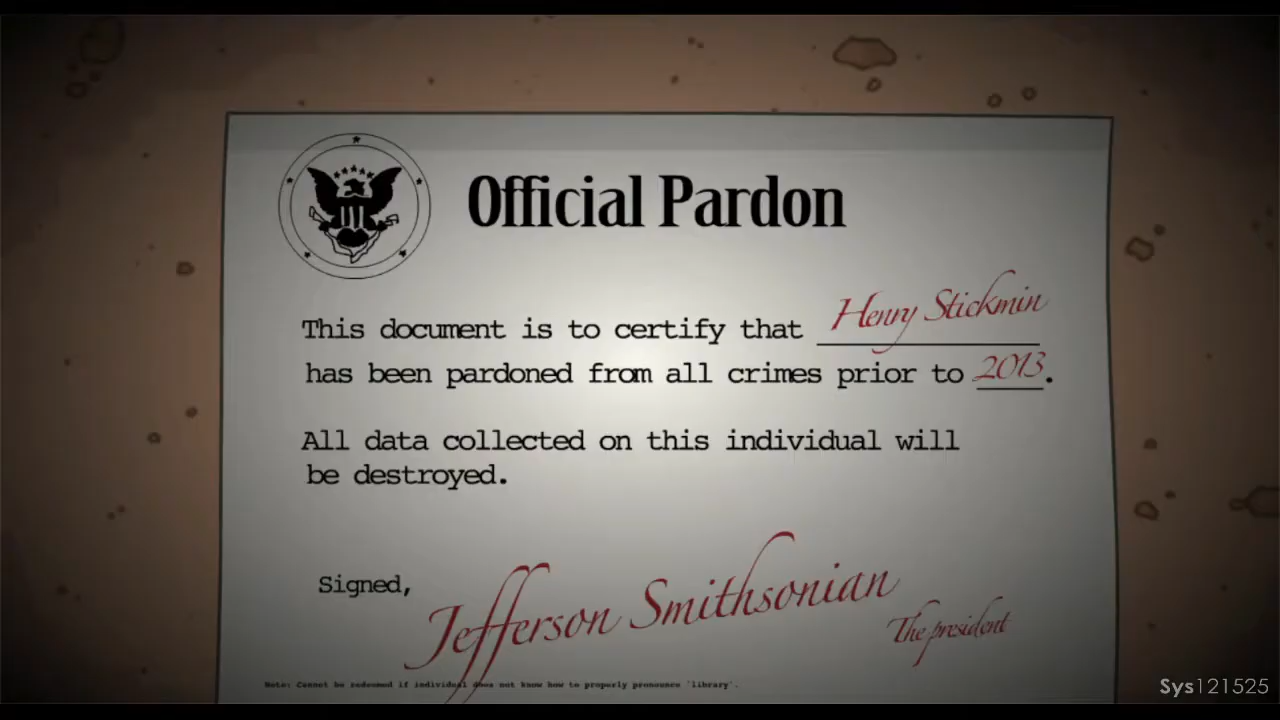 Official Pardon
This document is to certify that Henry Stickmin
has been pardoned from all crimes prior to 2013.
All data collected on this individual will
be destroyed.
Signed,
Jefferson Smithsonian
The president
Note: Cannot be redeemed if individual does not know how to properly pronounce 'library'.
Sys121525